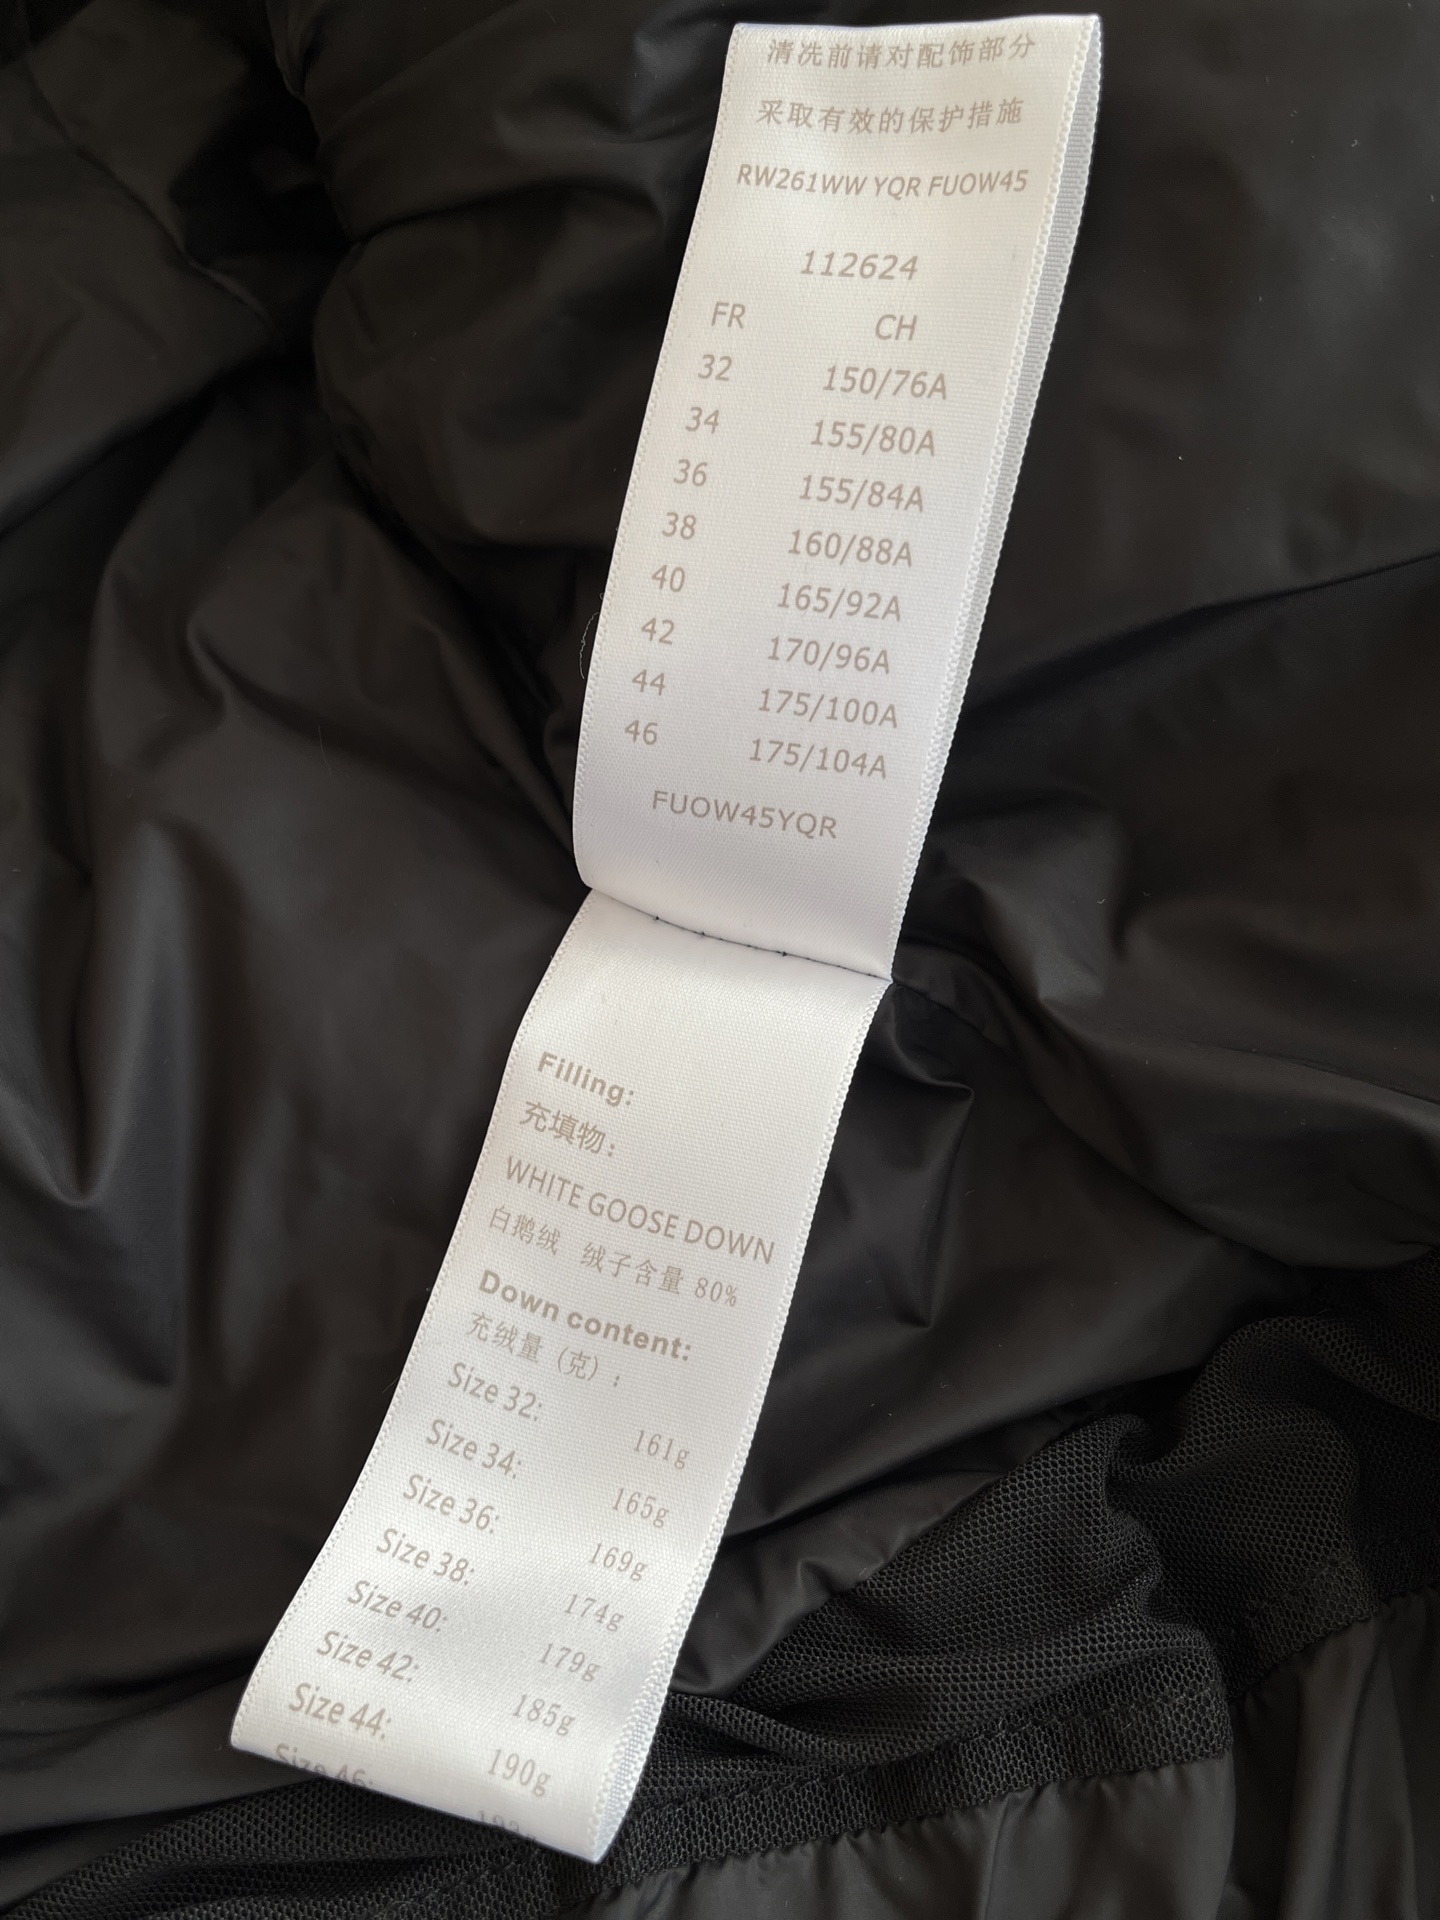 清洗前请对配饰部分
采取有效的保护措施
RW261WW YQR FUOW45
112624
FR CH
32 150/76A
34 155/80A
36 155/84A
38 160/88A
40 165/92A
42 170/96A
44 175/100A
46 175/104A
FUOW45YQR
Filling:
充填物：
WHITE GOOSE DOWN
白鹅绒 绒子含量 80%
Down content:
充绒量（克）：
Size 32: 161g
Size 34: 165g
Size 36: 169g
Size 38: 174g
Size 40: 179g
Size 42: 185g
Size 44: 190g
Size 46: